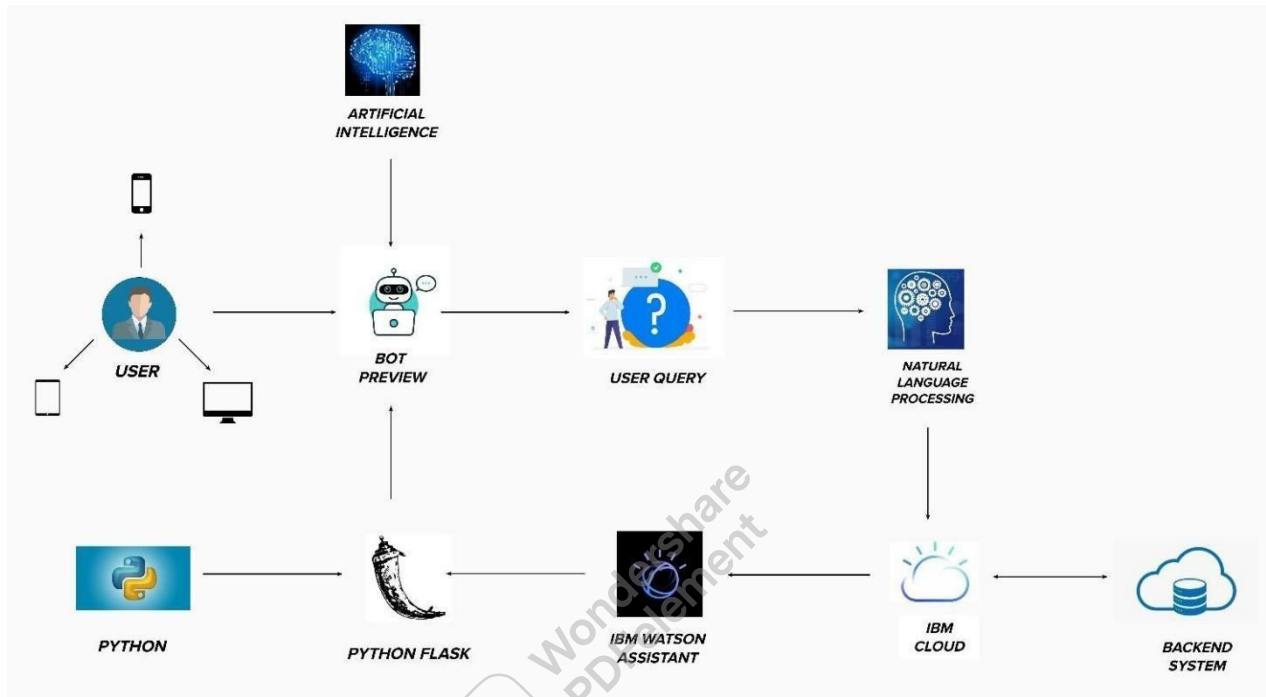 ARTIFICIAL
INTELLIGENCE
USER
BOT
PREVIEW
USER QUERY
NATURAL
LANGUAGE
PROCESSING
PYTHON
PYTHON FLASK
IBM WATSON
ASSISTANT
IBM
CLOUD
BACKEND
SYSTEM
Wondershare
PDFelement